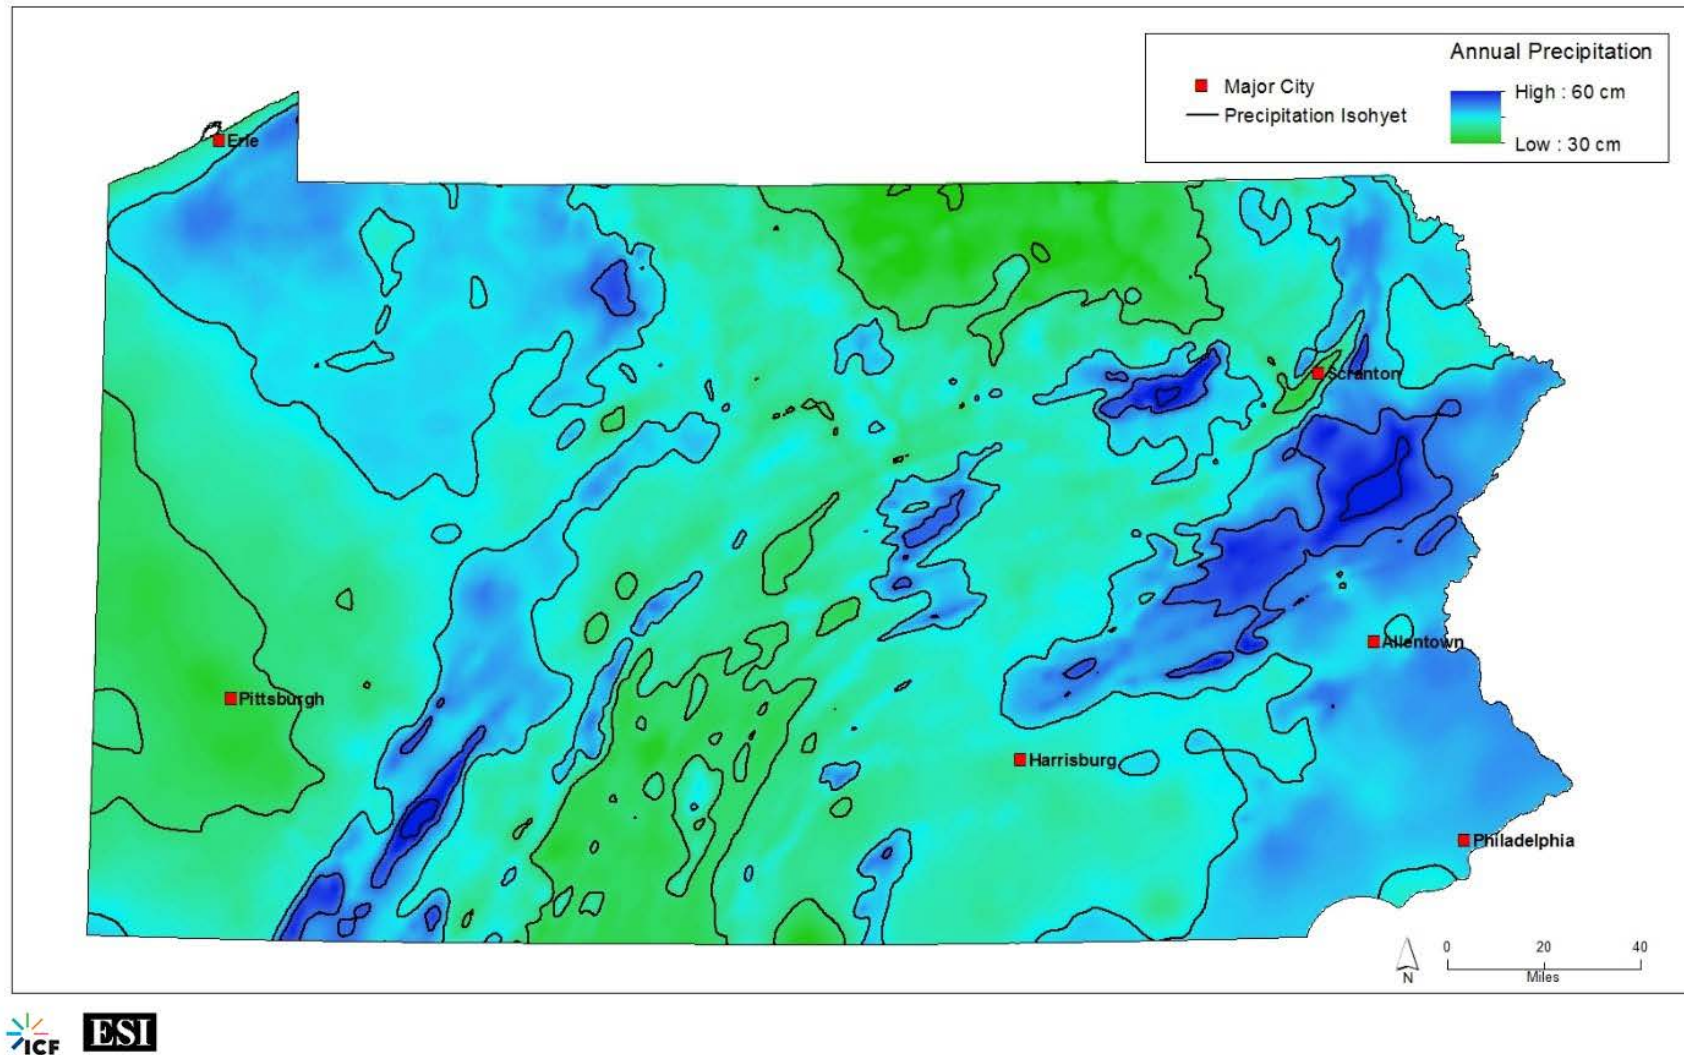 Annual Precipitation
Major City
High : 60 cm
Precipitation Isohyet
Low : 30 cm
Erie
Scranton
Allentown
Pittsburgh
Harrisburg
Philadelphia
0 20 40
Miles
N
ICF ESI